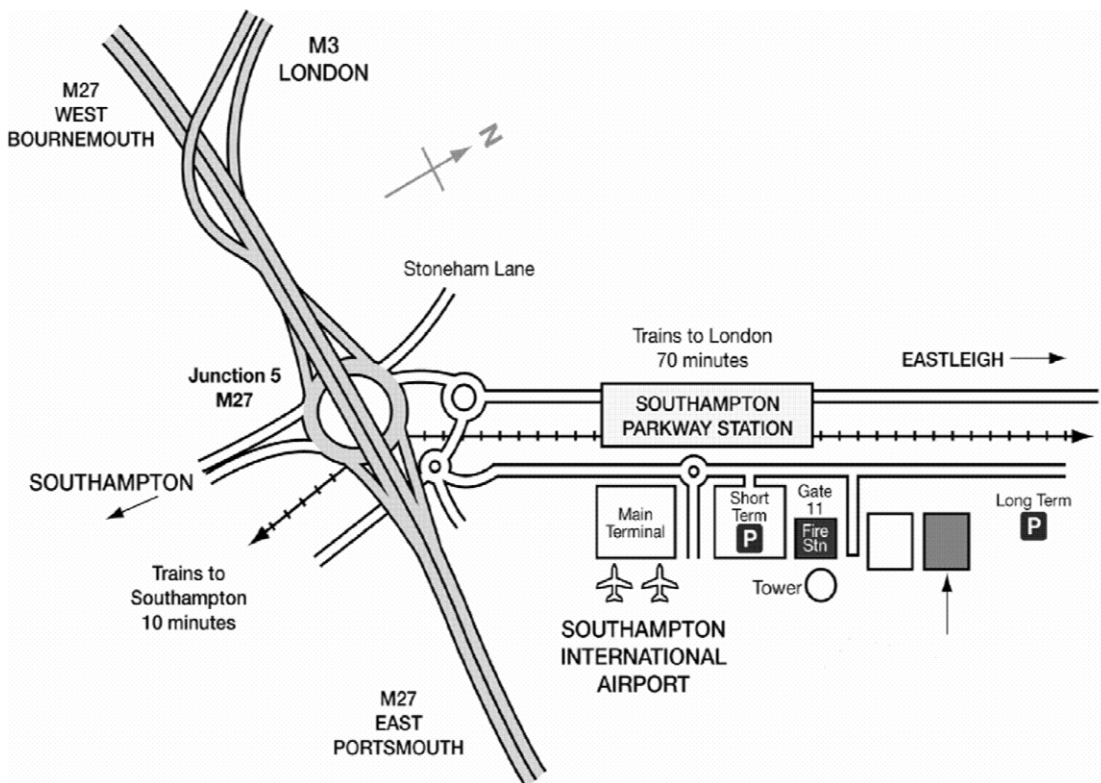 M3
LONDON
M27
WEST
BOURNEMOUTH
N
Stoneham Lane
Trains to London
70 minutes
EASTLEIGH
Junction 5
M27
SOUTHAMPTON
PARKWAY STATION
SOUTHAMPTON
Main
Terminal
Short
Term
P
Gate
11
Fire
Stn
Long Term
P
Tower
Trains to
Southampton
10 minutes
SOUTHAMPTON
INTERNATIONAL
AIRPORT
M27
EAST
PORTSMOUTH